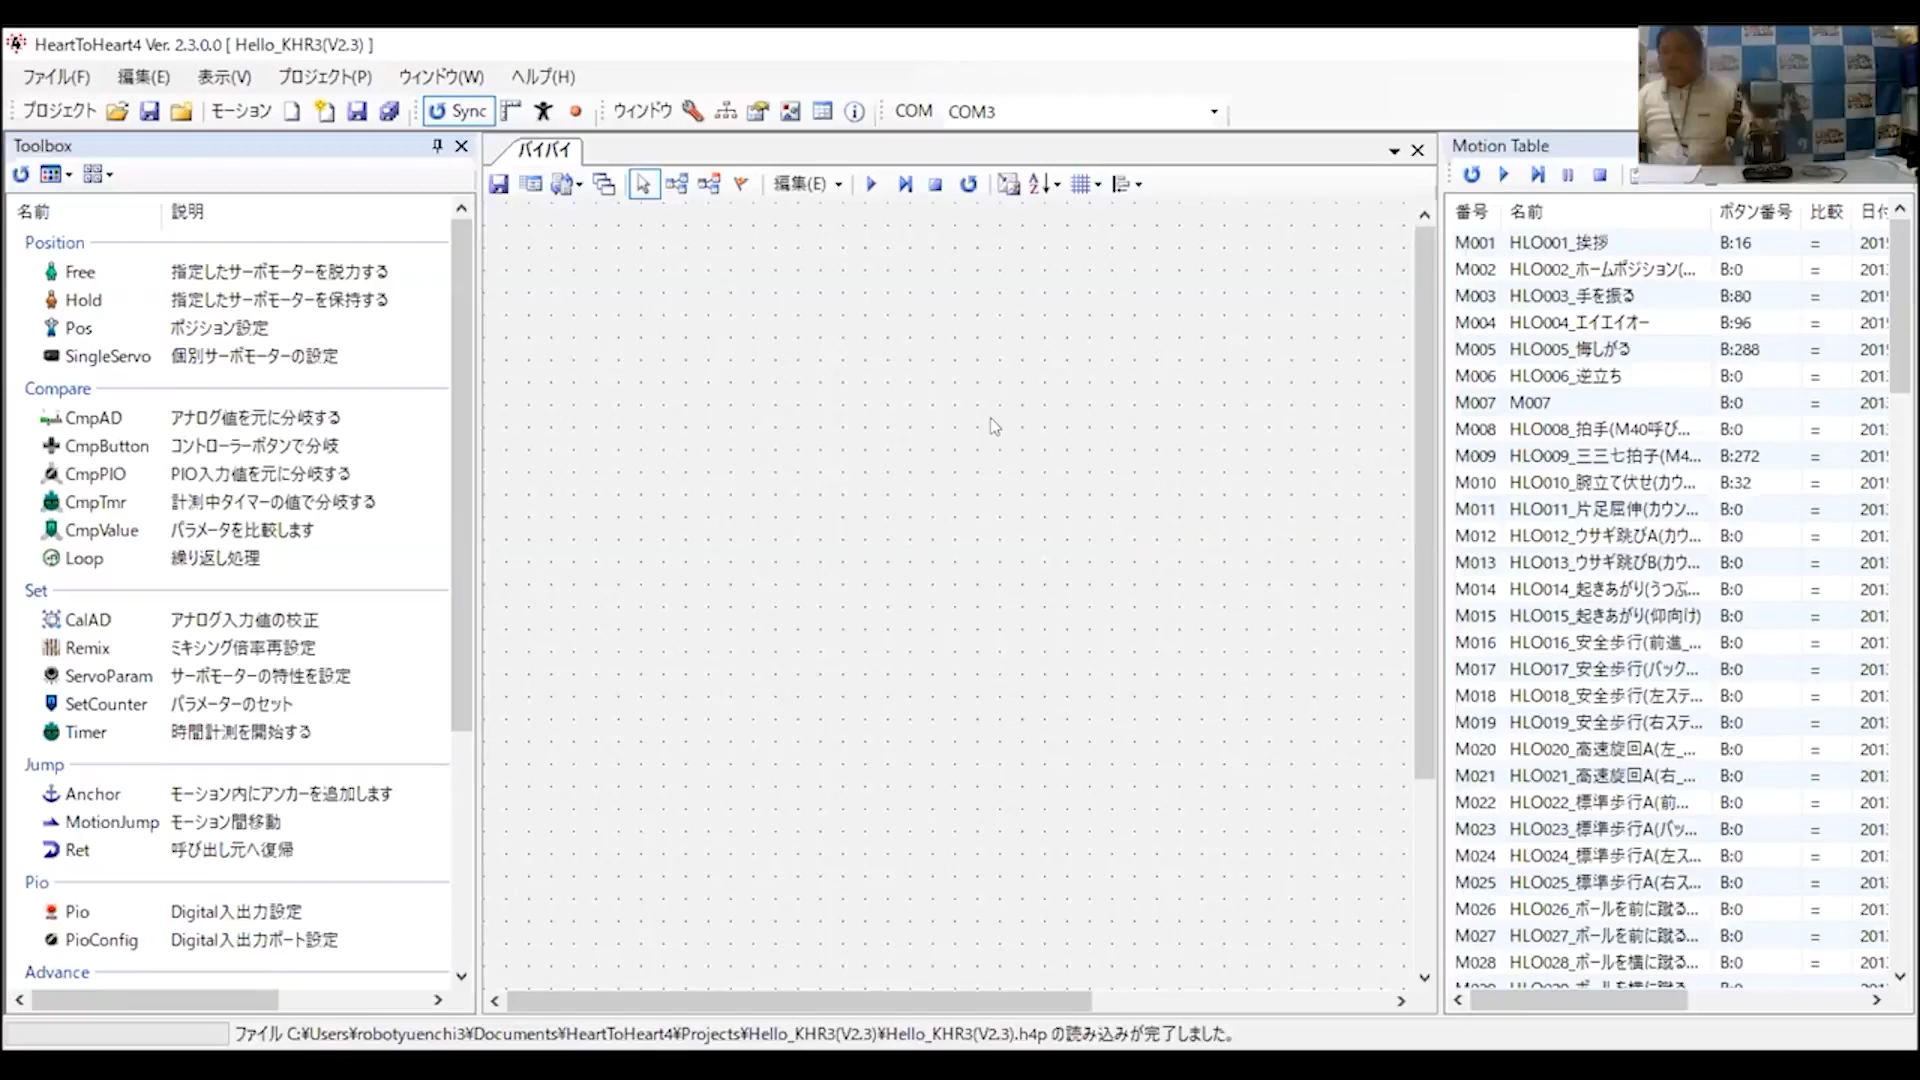 HeartToHeart4 Ver. 2.3.0.0 [ Hello_KHR3(V2.3) ]
ファイル(F) 編集(E) 表示(V) プロジェクト(P) ウィンドウ(W) ヘルプ(H)
プロジェクト モーション Sync ウィンドウ COM COM3
Toolbox
名前 説明
Position
Free 指定したサーボモーターを脱力する
Hold 指定したサーボモーターを保持する
Pos ポジション設定
SingleServo 個別サーボモーターの設定
Compare
CmpAD アナログ値を元に分岐する
CmpButton コントローラーボタンで分岐
CmpPIO PIO入力値を元に分岐する
CmpTmr 計測中タイマーの値で分岐する
CmpValue パラメータを比較します
Loop 繰り返し処理
Set
CalAD アナログ入力値の校正
Remix ミキシング倍率再設定
ServoParam サーボモーターの特性を設定
SetCounter パラメーターのセット
Timer 時間計測を開始する
Jump
Anchor モーション内にアンカーを追加します
MotionJump モーション間移動
Ret 呼び出し元へ復帰
Pio
Pio Digital入出力設定
PioConfig Digital入出力ポート設定
Advance
バイバイ
編集(E)
Motion Table
番号 名前 ボタン番号 比較 日付
M001 HLO001_挨拶 B:16 =
M002 HLO002_ホームポジション(... B:0 =
M003 HLO003_手を振る B:80 =
M004 HLO004_エイエイオー B:96 =
M005 HLO005_悔しがる B:288 =
M006 HLO006_逆立ち B:0 =
M007 M007 B:0 =
M008 HLO008_拍手(M40呼び... B:0 =
M009 HLO009_三三七拍子(M4... B:272 =
M010 HLO010_腕立て伏せ(カウ... B:32 =
M011 HLO011_片足屈伸(カウン... B:0 =
M012 HLO012_ウサギ跳びA(カウ... B:0 =
M013 HLO013_ウサギ跳びB(カウ... B:0 =
M014 HLO014_起きあがり(うつぶ... B:0 =
M015 HLO015_起きあがり(仰向け) B:0 =
M016 HLO016_安全歩行(前進_... B:0 =
M017 HLO017_安全歩行(バック... B:0 =
M018 HLO018_安全歩行(左ステ... B:0 =
M019 HLO019_安全歩行(右ステ... B:0 =
M020 HLO020_高速旋回A(左_... B:0 =
M021 HLO021_高速旋回A(右_... B:0 =
M022 HLO022_標準歩行A(前... B:0 =
M023 HLO023_標準歩行A(バッ... B:0 =
M024 HLO024_標準歩行A(左ス... B:0 =
M025 HLO025_標準歩行A(右ス... B:0 =
M026 HLO026_ボールを前に蹴る... B:0 =
M027 HLO027_ボールを前に蹴る... B:0 =
M028 HLO028_ボールを横に蹴る... B:0 =
ファイル C:¥Users¥robotyuenchi3¥Documents¥HeartToHeart4¥Projects¥Hello_KHR3(V2.3)¥Hello_KHR3(V2.3).h4p の読み込みが完了しました。